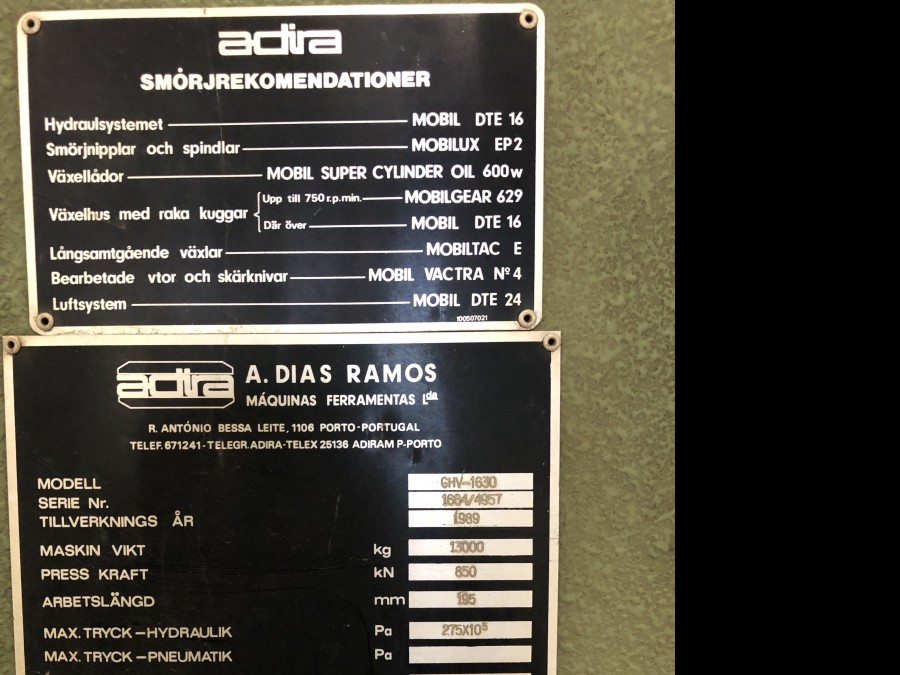 adira
SMÖRJREKOMENDATIONER
Hydraulsystemet MOBIL DTE 16
Smörjnipplar och spindlar MOBILUX EP2
Växellådor MOBIL SUPER CYLINDER OIL 600w
Växelhus med raka kuggar { Upp till 750 r.p.min. MOBILGEAR 629
Där över MOBIL DTE 16
Långsamtgående växlar MOBILTAC E
Bearbetade vtor och skärknivar MOBIL VACTRA Nº 4
Luftsystem MOBIL DTE 24
100507021
adira A. DIAS RAMOS
MÁQUINAS FERRAMENTAS Lda
R. ANTÓNIO BESSA LEITE, 1106 PORTO-PORTUGAL
TELEF. 671241-TELEGR. ADIRA-TELEX 25136 ADIRAM P-PORTO
MODELL GHV-1630
SERIE Nr. 1664/4957
TILLVERKNINGS ÅR 1989
MASKIN VIKT kg 13000
PRESS KRAFT kN 850
ARBETSLÄNGD mm 195
MAX. TRYCK-HYDRAULIK Pa 275X10⁵
MAX. TRYCK-PNEUMATIK Pa